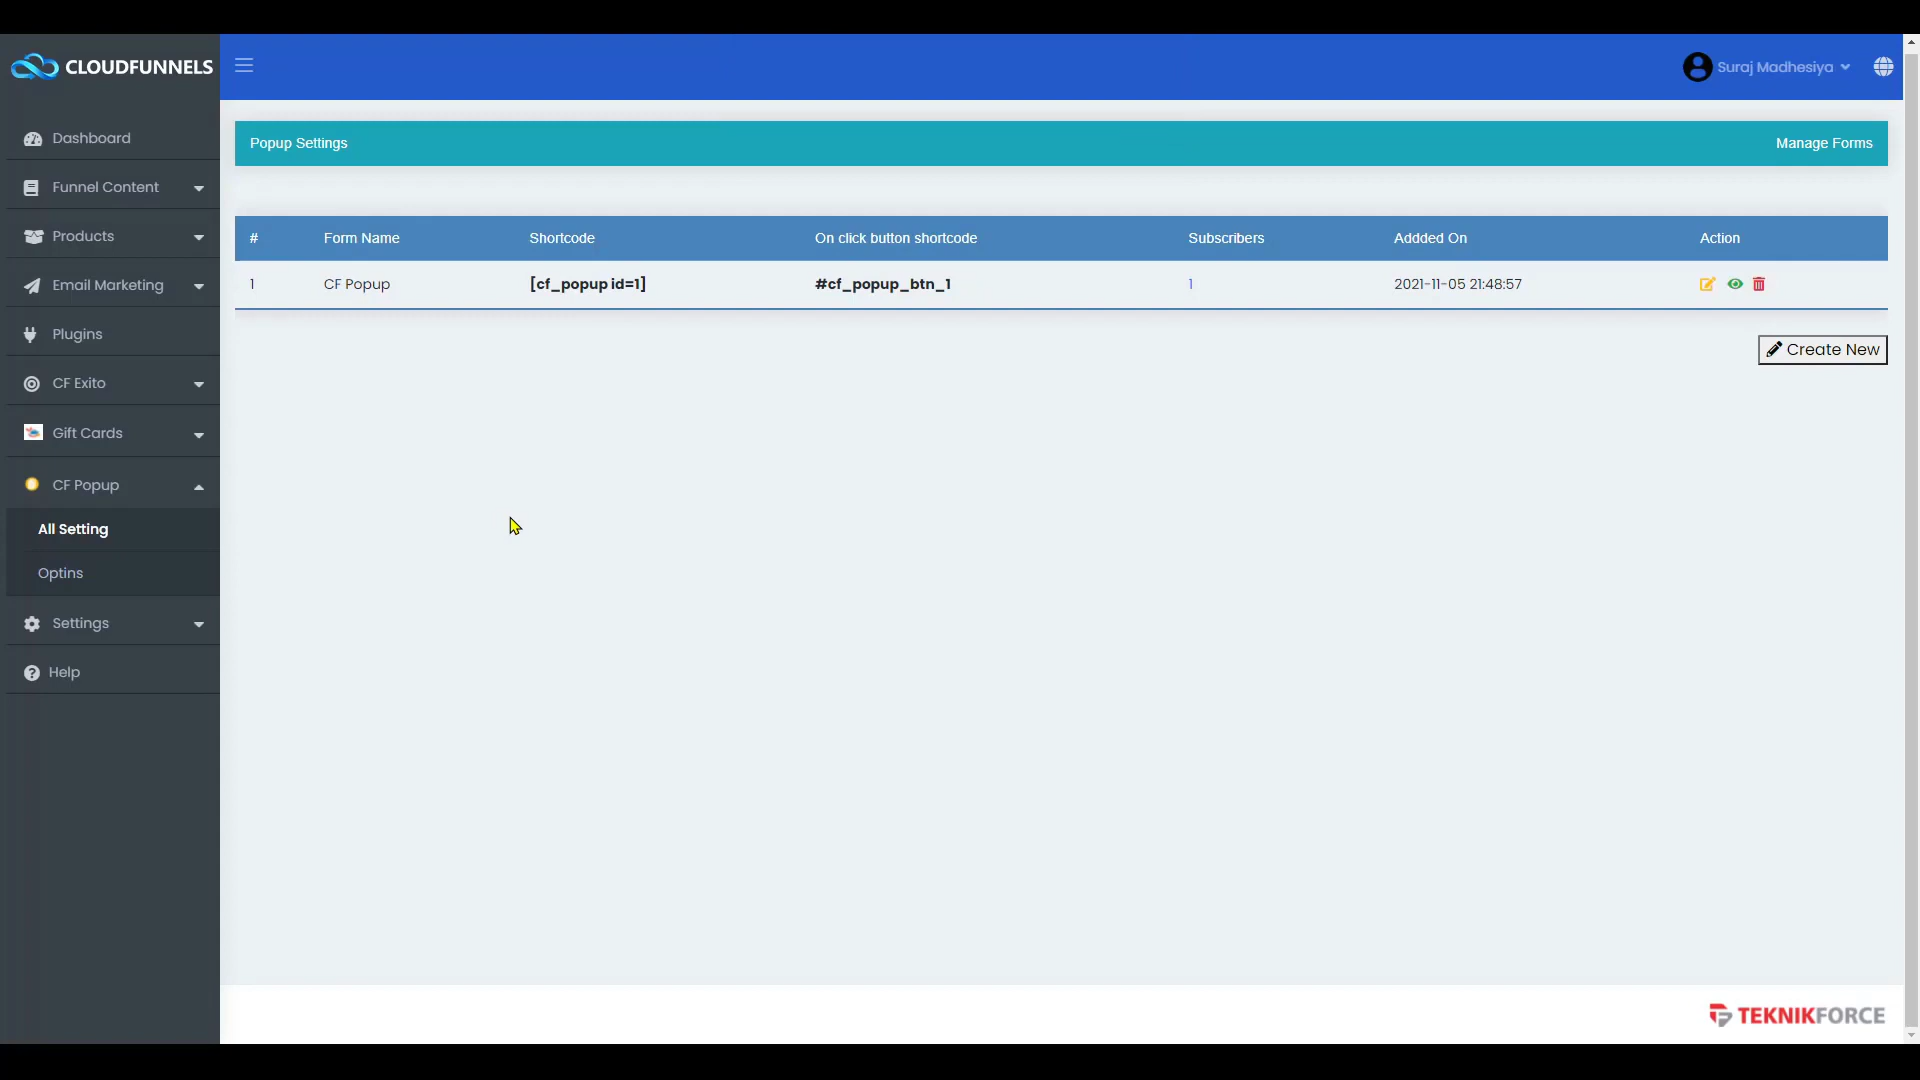 CLOUDFUNNELS
Suraj Madhesiya
Dashboard
Funnel Content
Products
Email Marketing
Plugins
CF Exito
Gift Cards
CF Popup
All Setting
Optins
Settings
Help
Popup Settings Manage Forms
# Form Name Shortcode On click button shortcode Subscribers Addded On Action
1 CF Popup [cf_popup id=1] #cf_popup_btn_1 1 2021-11-05 21:48:57
Create New
TEKNIKFORCE